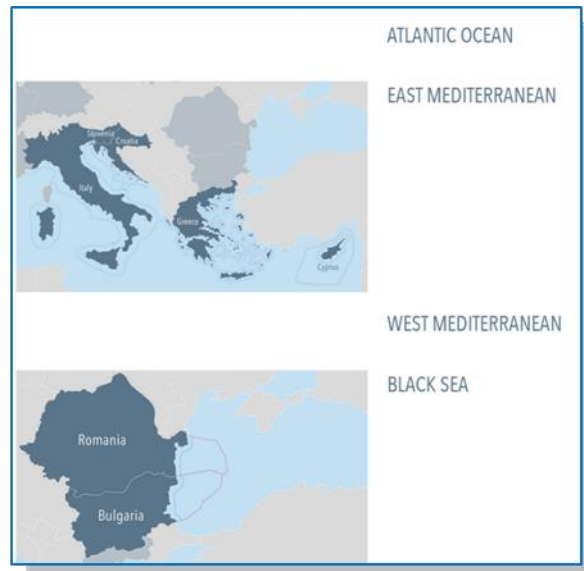 ATLANTIC OCEAN
EAST MEDITERRANEAN
Slovenia
Croatia
Italy
Greece
Cyprus
WEST MEDITERRANEAN
BLACK SEA
Romania
Bulgaria